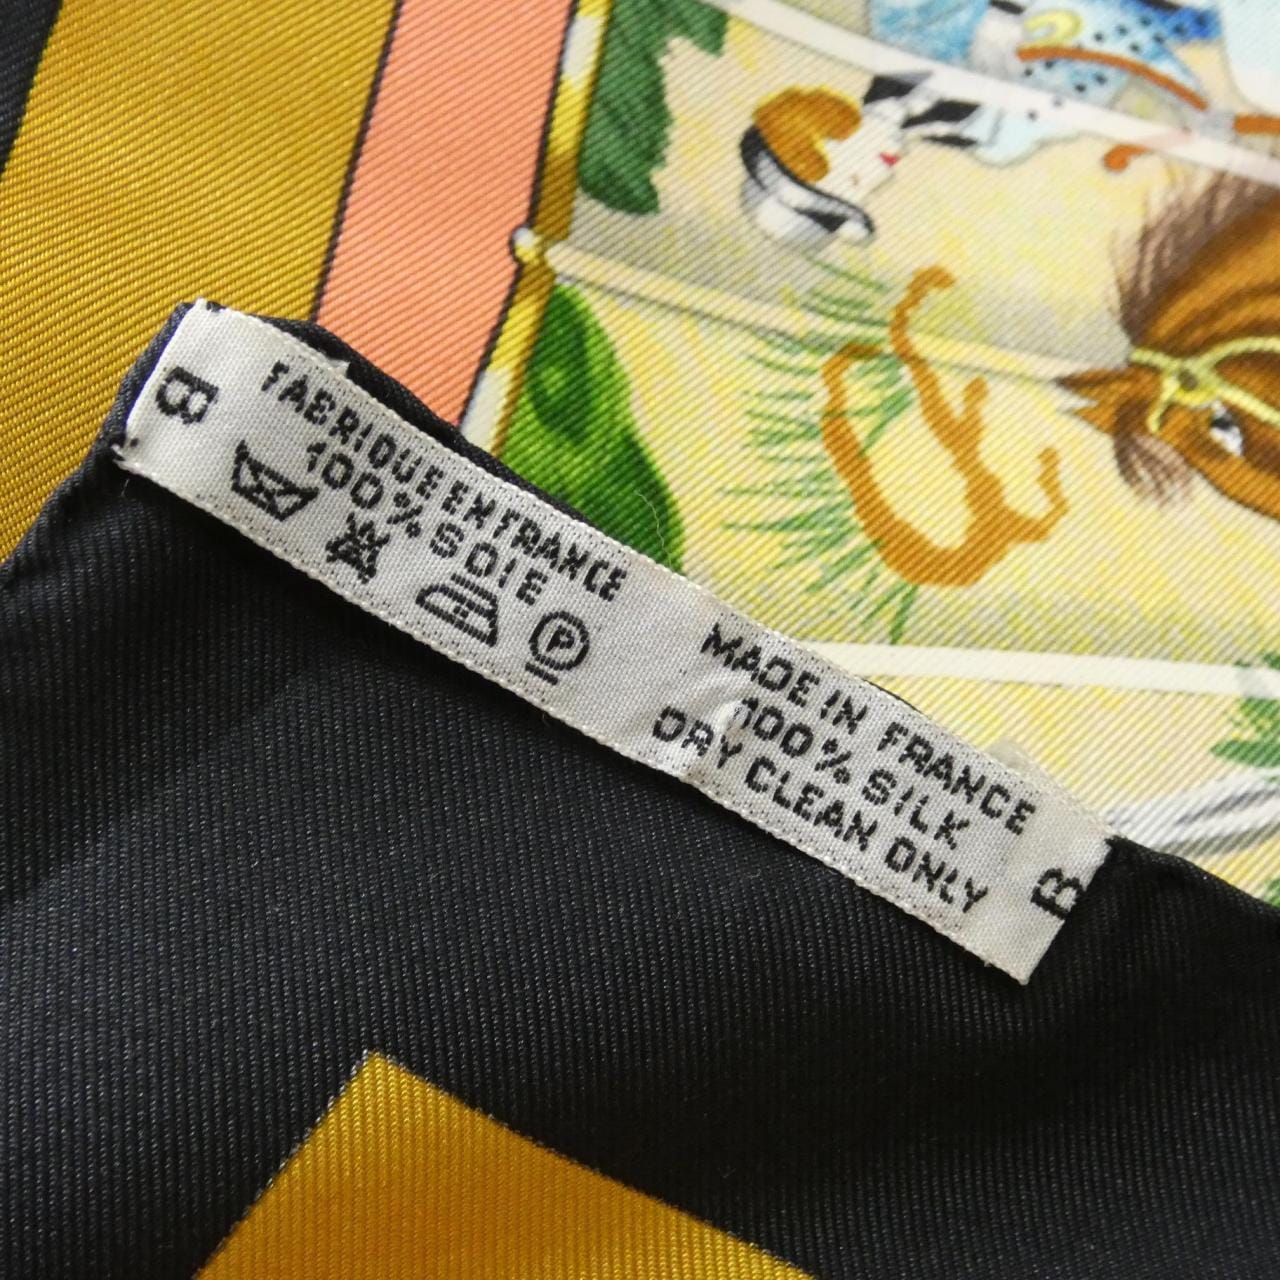 B
FABRIQUE EN FRANCE
100% SOIE
P
MADE IN FRANCE
100% SILK
DRY CLEAN ONLY
B